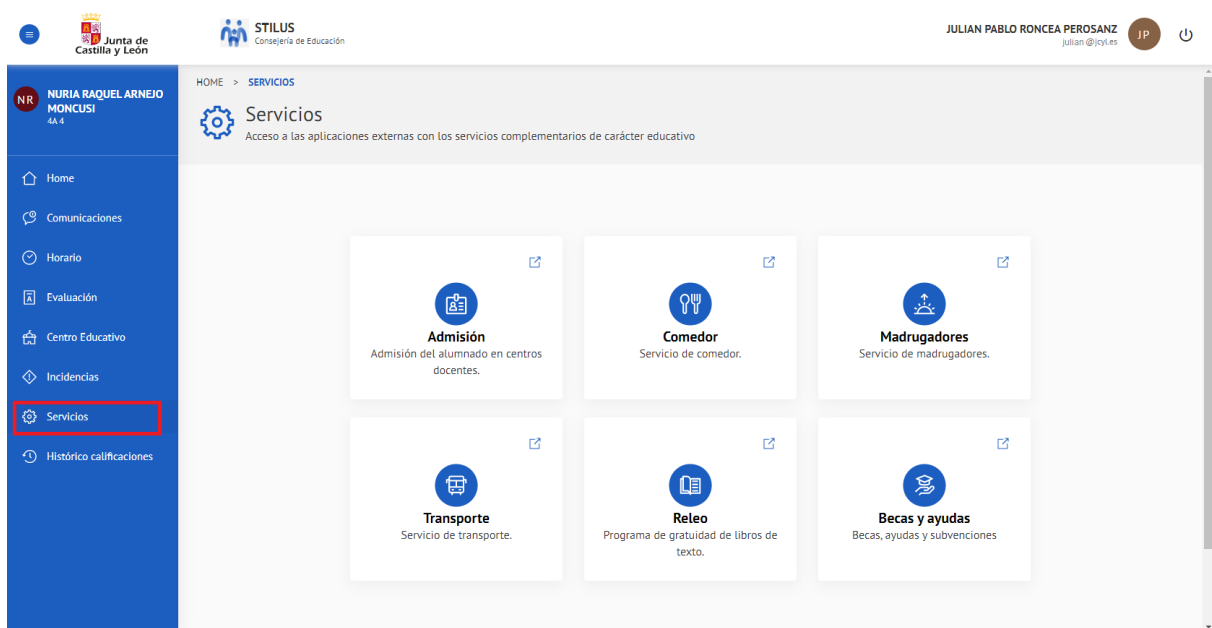 Junta de
Castilla y León
STILUS
Consejería de Educación
JULIAN PABLO RONCEA PEROSANZ
julian @jcyl.es
JP
NR
NURIA RAQUEL ARNEJO
MONCUSI
4A 4
Home
Comunicaciones
Horario
Evaluación
Centro Educativo
Incidencias
Servicios
Histórico calificaciones
HOME > SERVICIOS
Servicios
Acceso a las aplicaciones externas con los servicios complementarios de carácter educativo
Admisión
Admisión del alumnado en centros
docentes.
Comedor
Servicio de comedor.
Madrugadores
Servicio de madrugadores.
Transporte
Servicio de transporte.
Releo
Programa de gratuidad de libros de
texto.
Becas y ayudas
Becas, ayudas y subvenciones